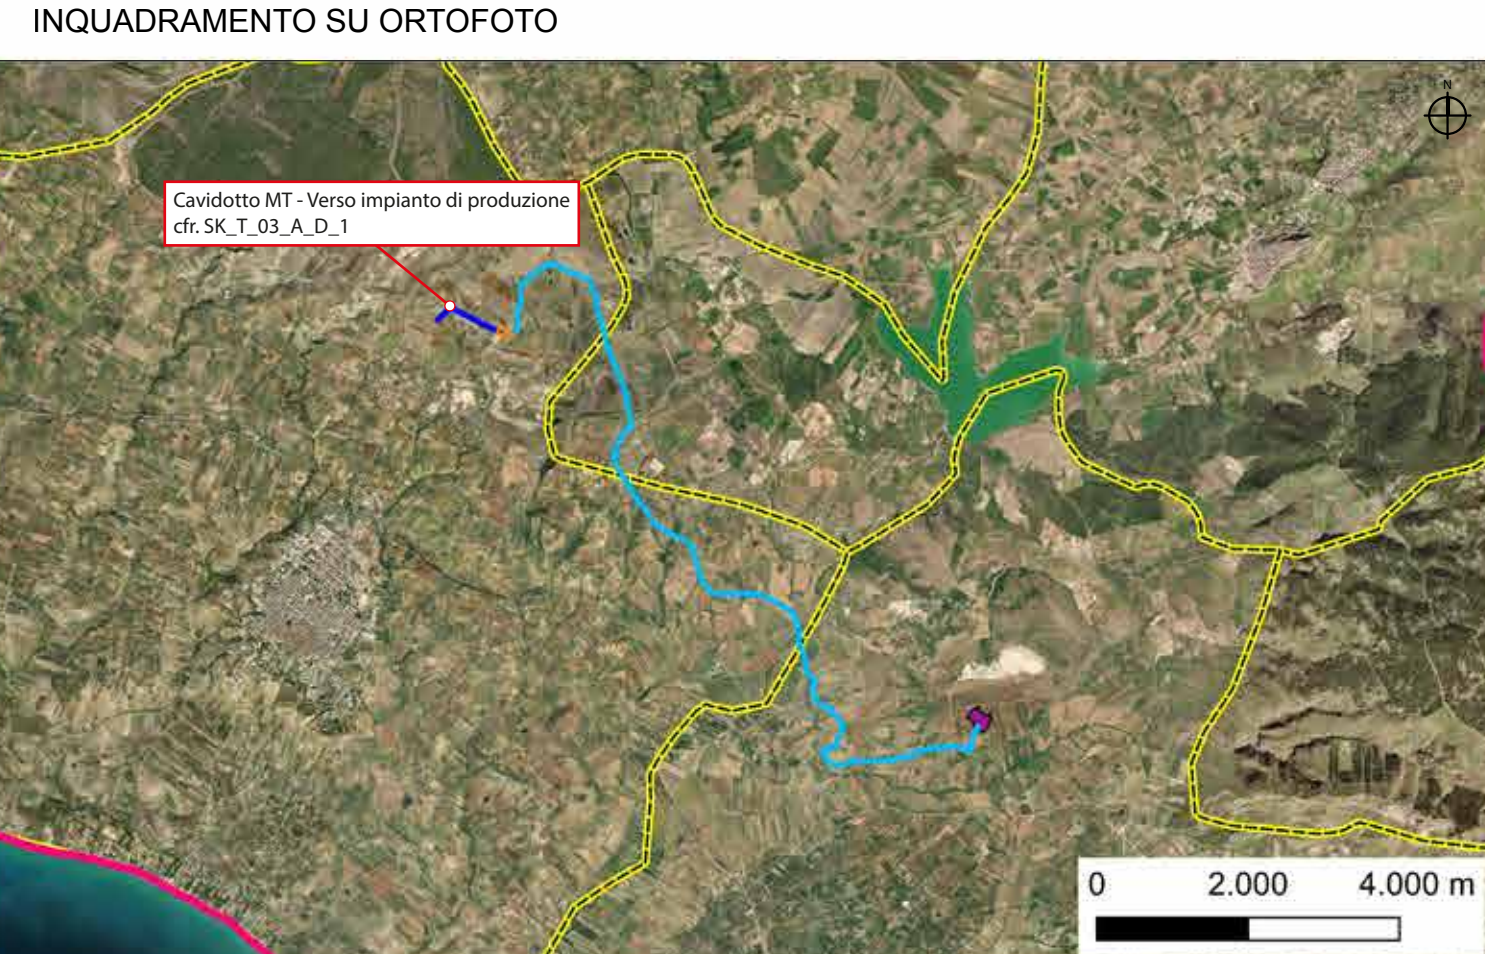 INQUADRAMENTO SU ORTOFOTO
N
Cavidotto MT - Verso impianto di produzione
cfr. SK_T_03_A_D_1
0 2.000 4.000 m